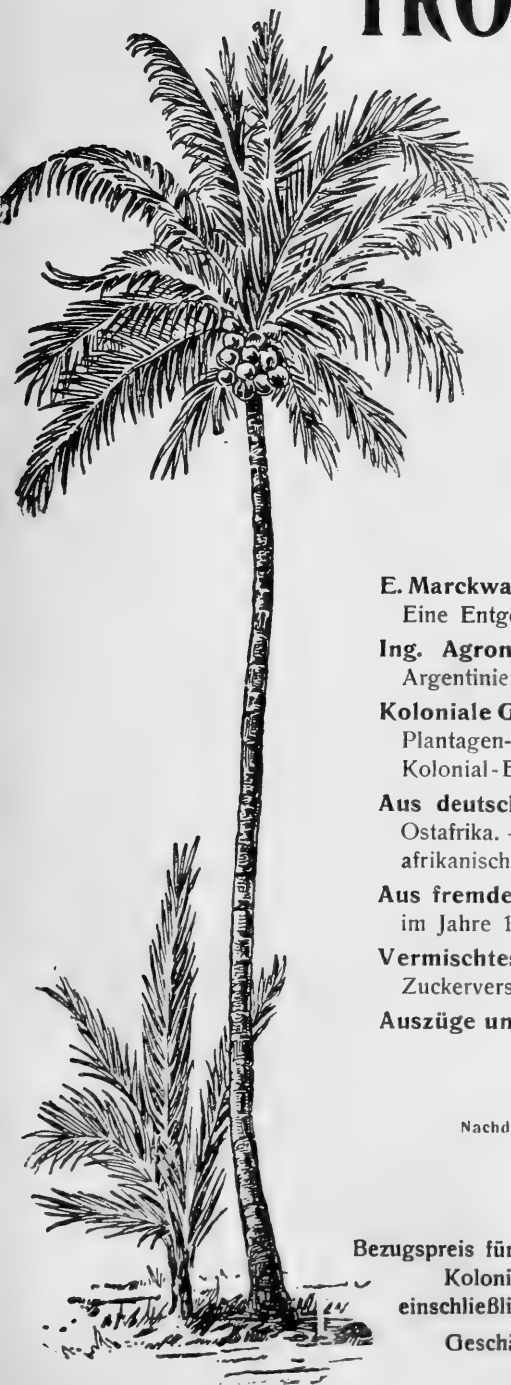 TRO
E. Marckwa
Eine Entge
Ing. Agron
Argentinie
Koloniale G
Plantagen-
Kolonial-E
Aus deutsch
Ostafrika. -
afrikanisch
Aus fremde
im Jahre 1
Vermischtes
Zuckervers
Auszüge un
Nachd
Bezugspreis für
Koloni
einschließli
Geschä